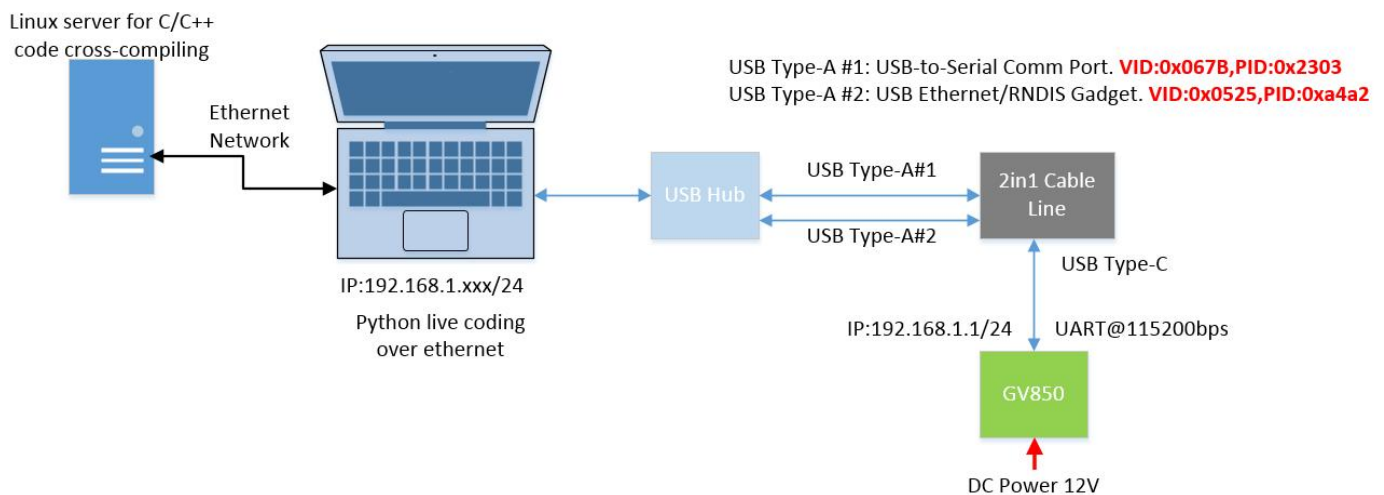 Linux server for C/C++
code cross-compiling
Ethernet
Network
IP:192.168.1.xxx/24
Python live coding
over ethernet
USB Type-A #1: USB-to-Serial Comm Port. VID:0x067B,PID:0x2303
USB Type-A #2: USB Ethernet/RNDIS Gadget. VID:0x0525,PID:0xa4a2
USB Hub
USB Type-A#1
USB Type-A#2
2in1 Cable
Line
USB Type-C
IP:192.168.1.1/24
UART@115200bps
GV850
DC Power 12V